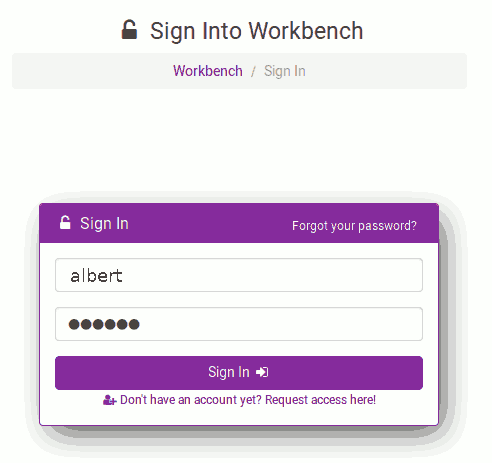 Sign Into Workbench
Workbench / Sign In
Sign In
Forgot your password?
albert
●●●●●●
Sign In
Don't have an account yet? Request access here!